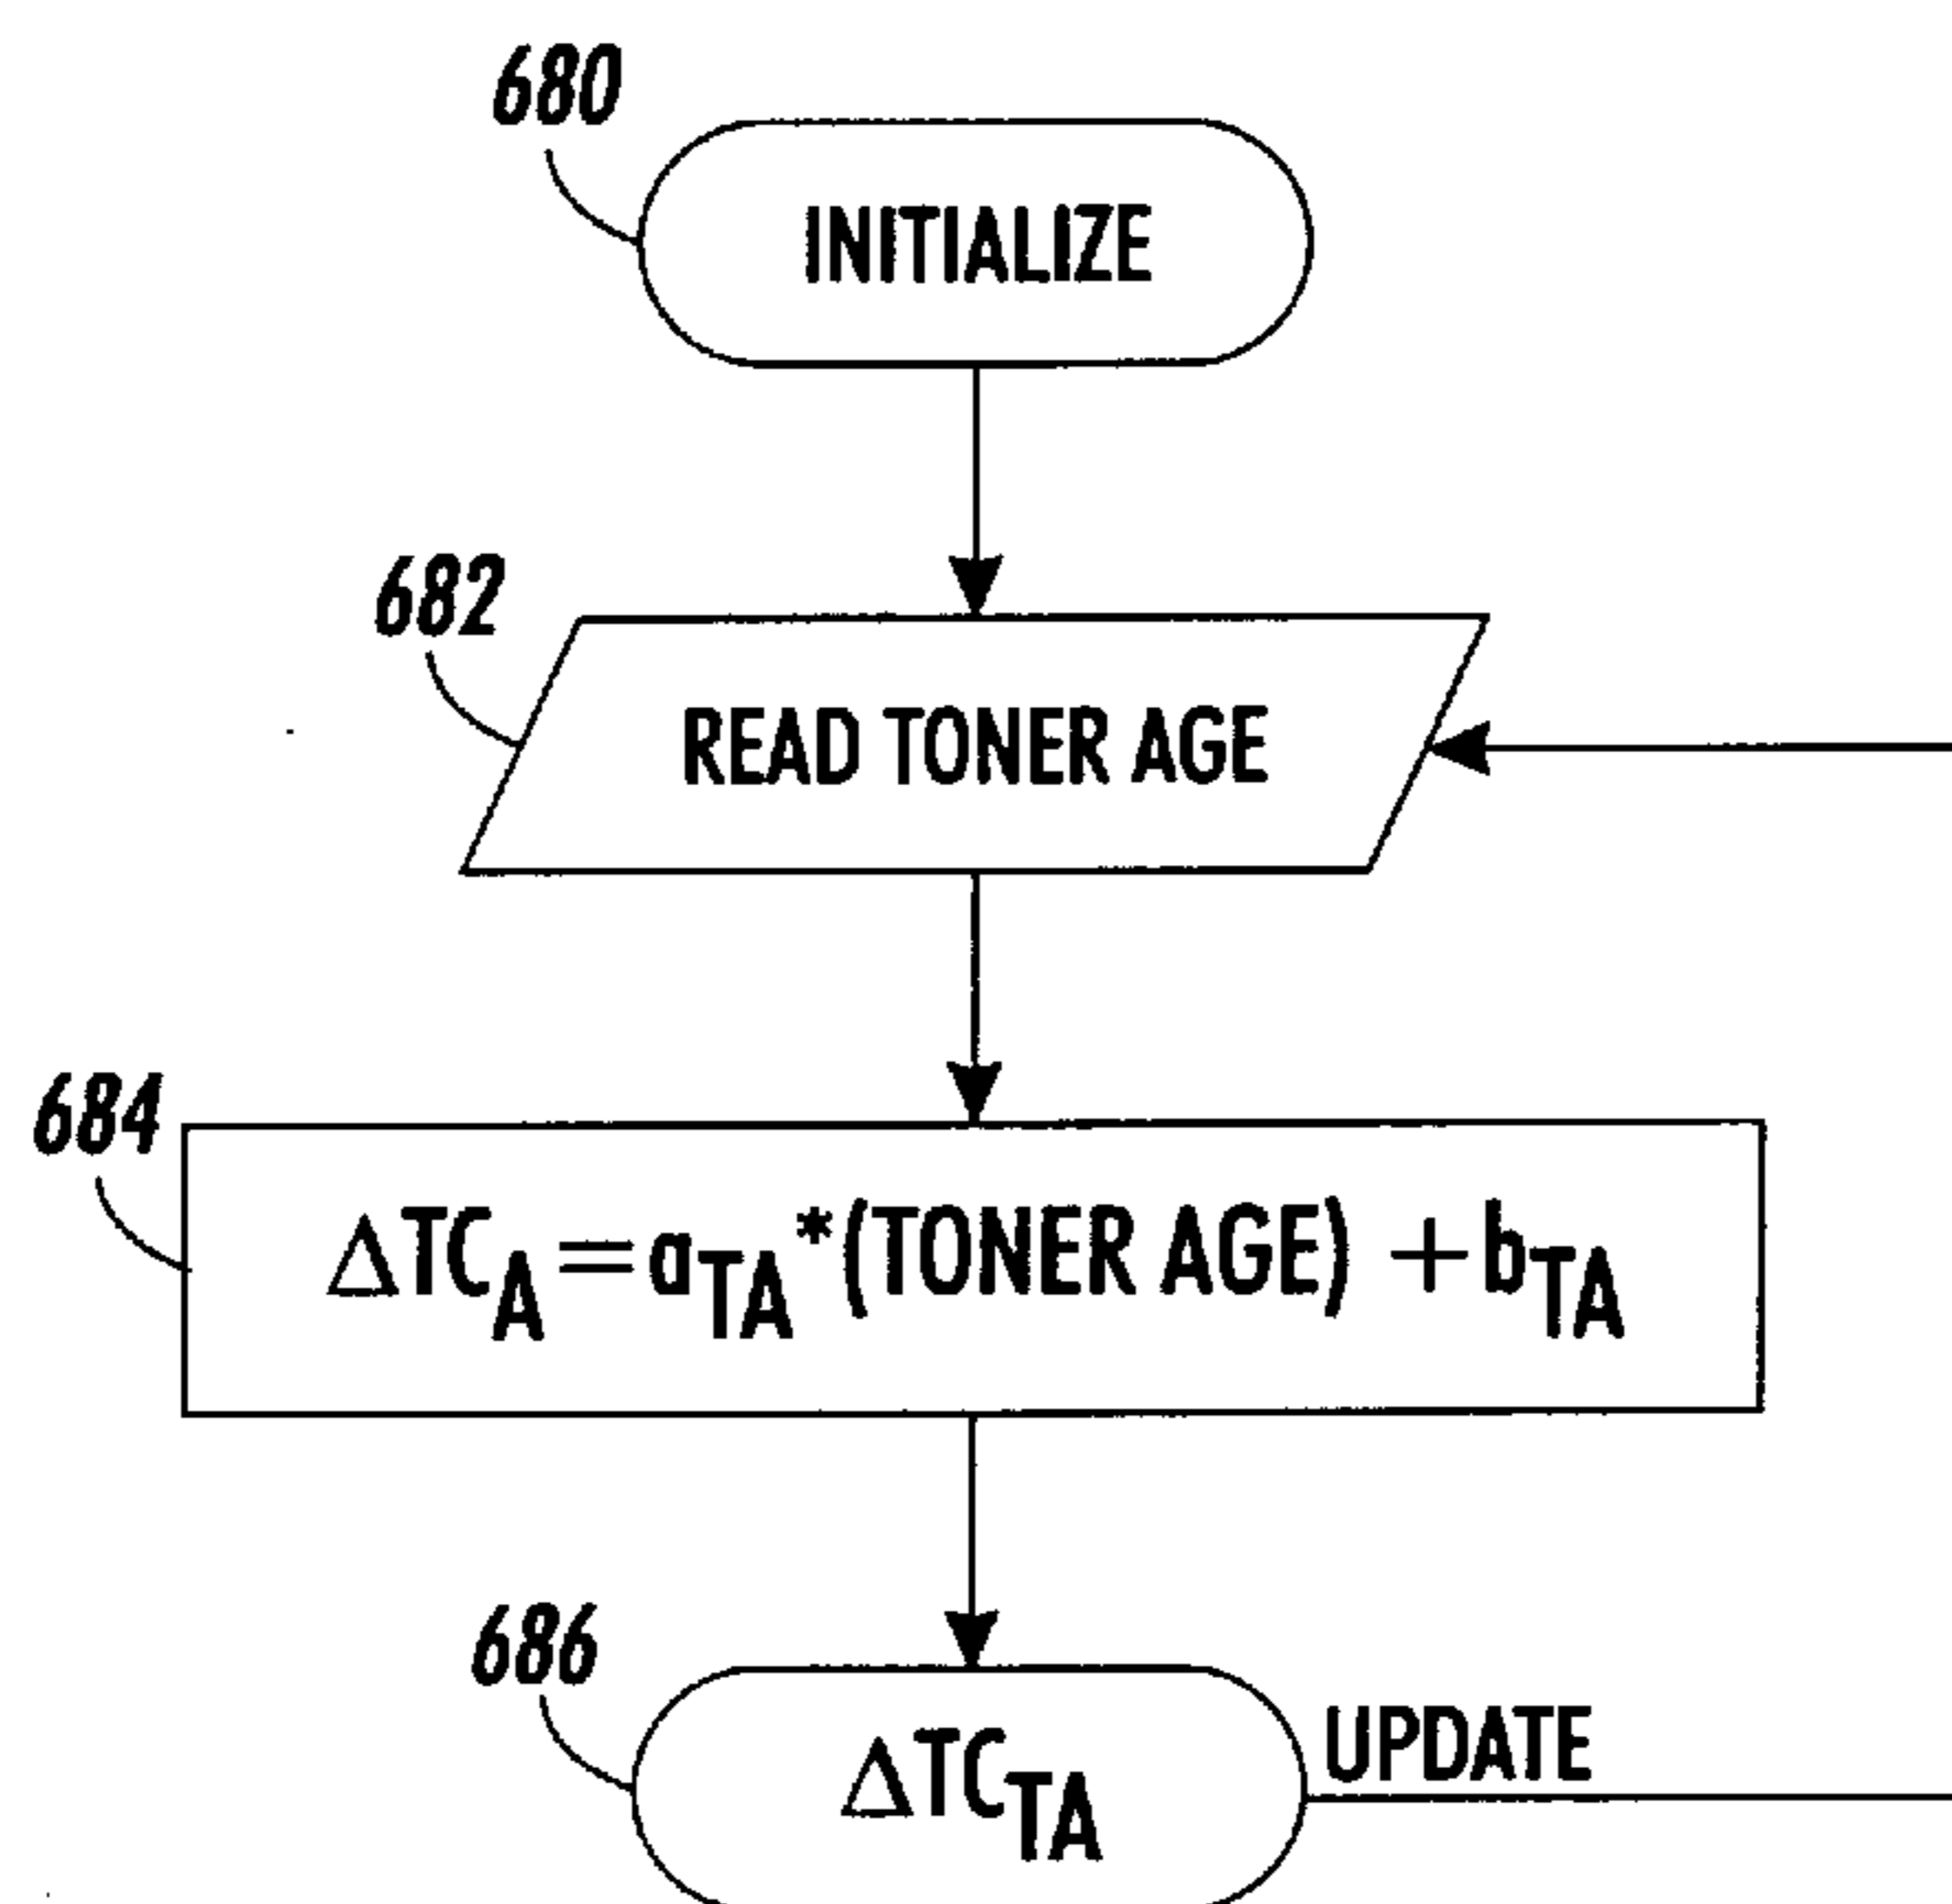 680
INITIALIZE
682
READ TONER AGE
684
ΔTC_A = a_TA*(TONER AGE) + b_TA
686
ΔTC_TA
UPDATE